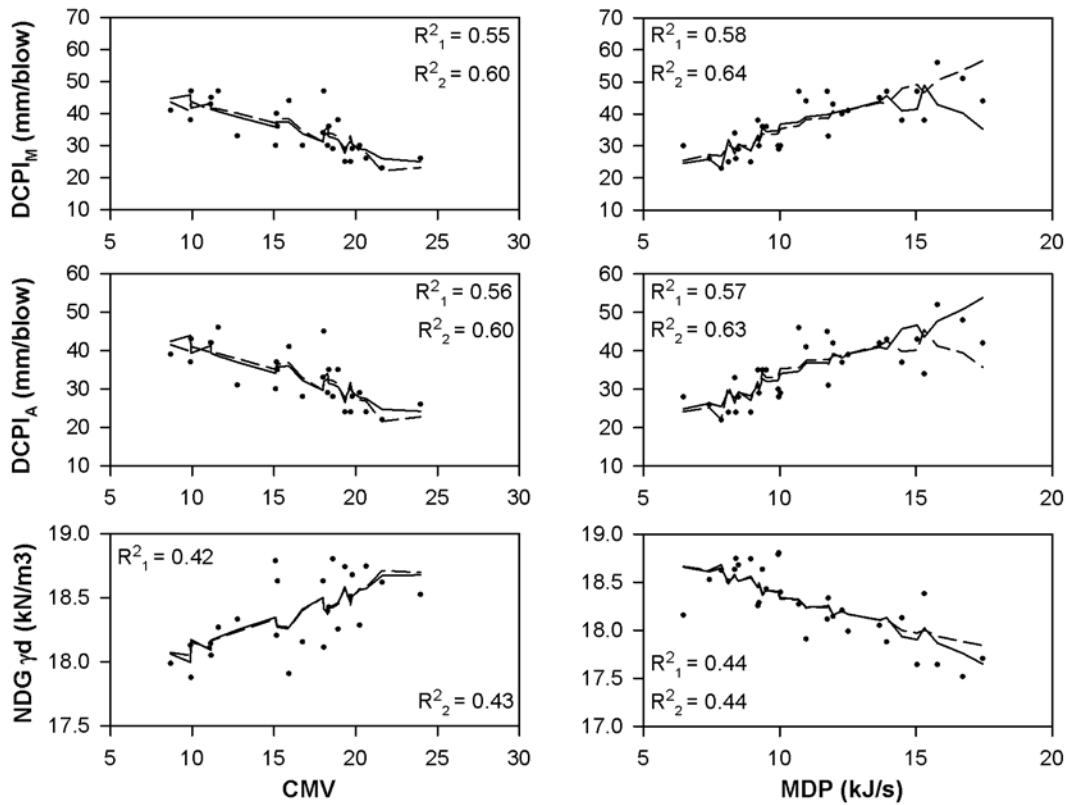 DCPI_M (mm/blow)
70
60
50
40
30
20
10
R²₁ = 0.55
R²₂ = 0.60
5 10 15 20 25 30
70
60
50
40
30
20
10
R²₁ = 0.58
R²₂ = 0.64
5 10 15 20
DCPI_A (mm/blow)
60
50
40
30
20
10
R²₁ = 0.56
R²₂ = 0.60
5 10 15 20 25 30
60
50
40
30
20
10
R²₁ = 0.57
R²₂ = 0.63
5 10 15 20
NDG γd (kN/m3)
19.0
18.5
18.0
17.5
R²₁ = 0.42
R²₂ = 0.43
5 10 15 20 25 30
CMV
19.0
18.5
18.0
17.5
17.0
R²₁ = 0.44
R²₂ = 0.44
5 10 15 20
MDP (kJ/s)